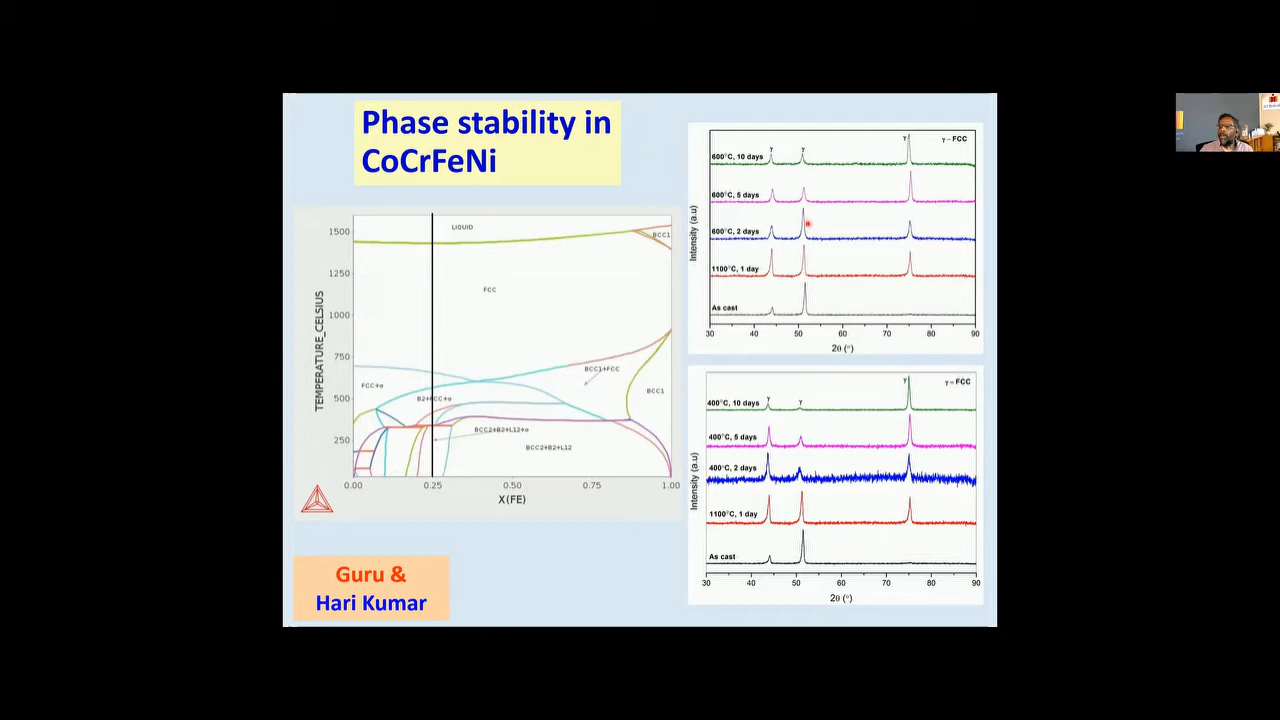 Phase stability in
CoCrFeNi
TEMPERATURE_CELSIUS
1500
1250
1000
750
500
250
LIQUID
BCC1
FCC
BCC1+FCC
FCC+σ
BCC1
B2+FCC+σ
BCC2+B2+L12+σ
BCC2+B2+L12
0.00 0.25 0.50 0.75 1.00
X(FE)
Guru &
Hari Kumar
Intensity (a.u)
γ – FCC
γ γ γ
600°C, 10 days
600°C, 5 days
600°C, 2 days
1100°C, 1 day
As cast
30 40 50 60 70 80 90
2θ (°)
Intensity (a.u)
γ – FCC
γ γ γ
400°C, 10 days
400°C, 5 days
400°C, 2 days
1100°C, 1 day
As cast
30 40 50 60 70 80 90
2θ (°)